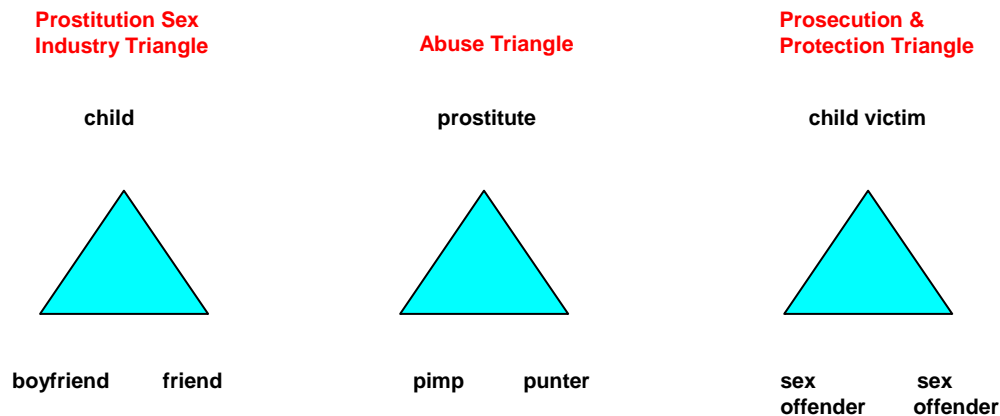 Prostitution Sex
Industry Triangle
Abuse Triangle
Prosecution &
Protection Triangle
child
prostitute
child victim
boyfriend friend
pimp punter
sex sex
offender offender